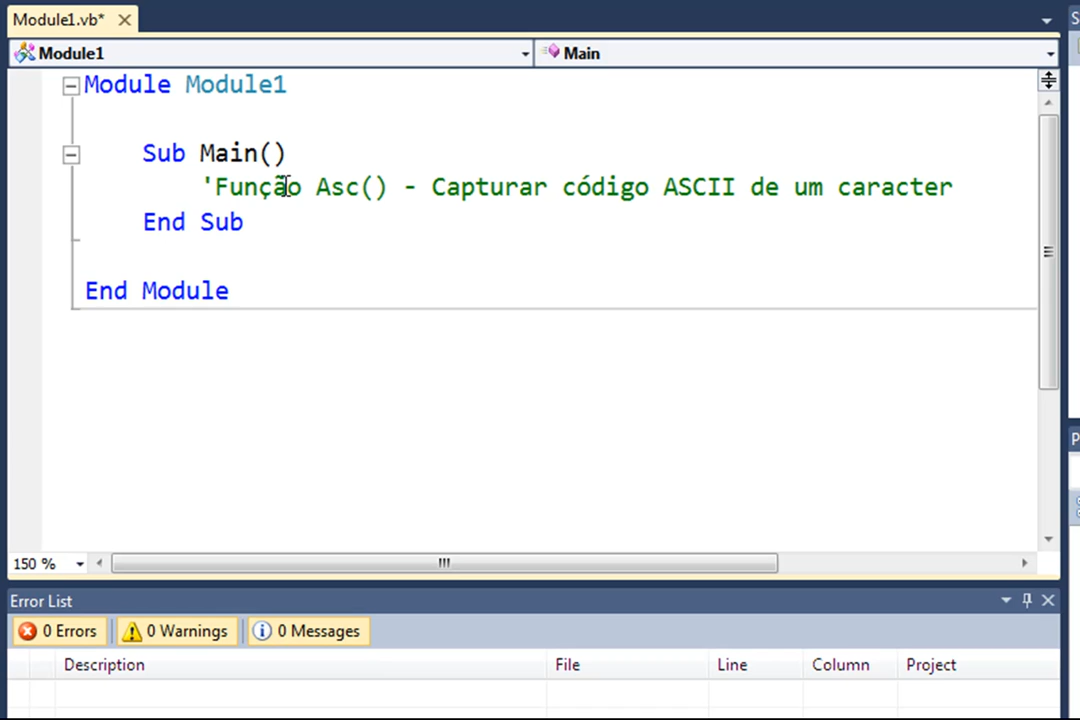 Module1.vb*
Module1
Main
Module Module1
Sub Main()
'Função Asc() - Capturar código ASCII de um caracter
End Sub
End Module
150 %
Error List
0 Errors
0 Warnings
0 Messages
Description
File
Line
Column
Project